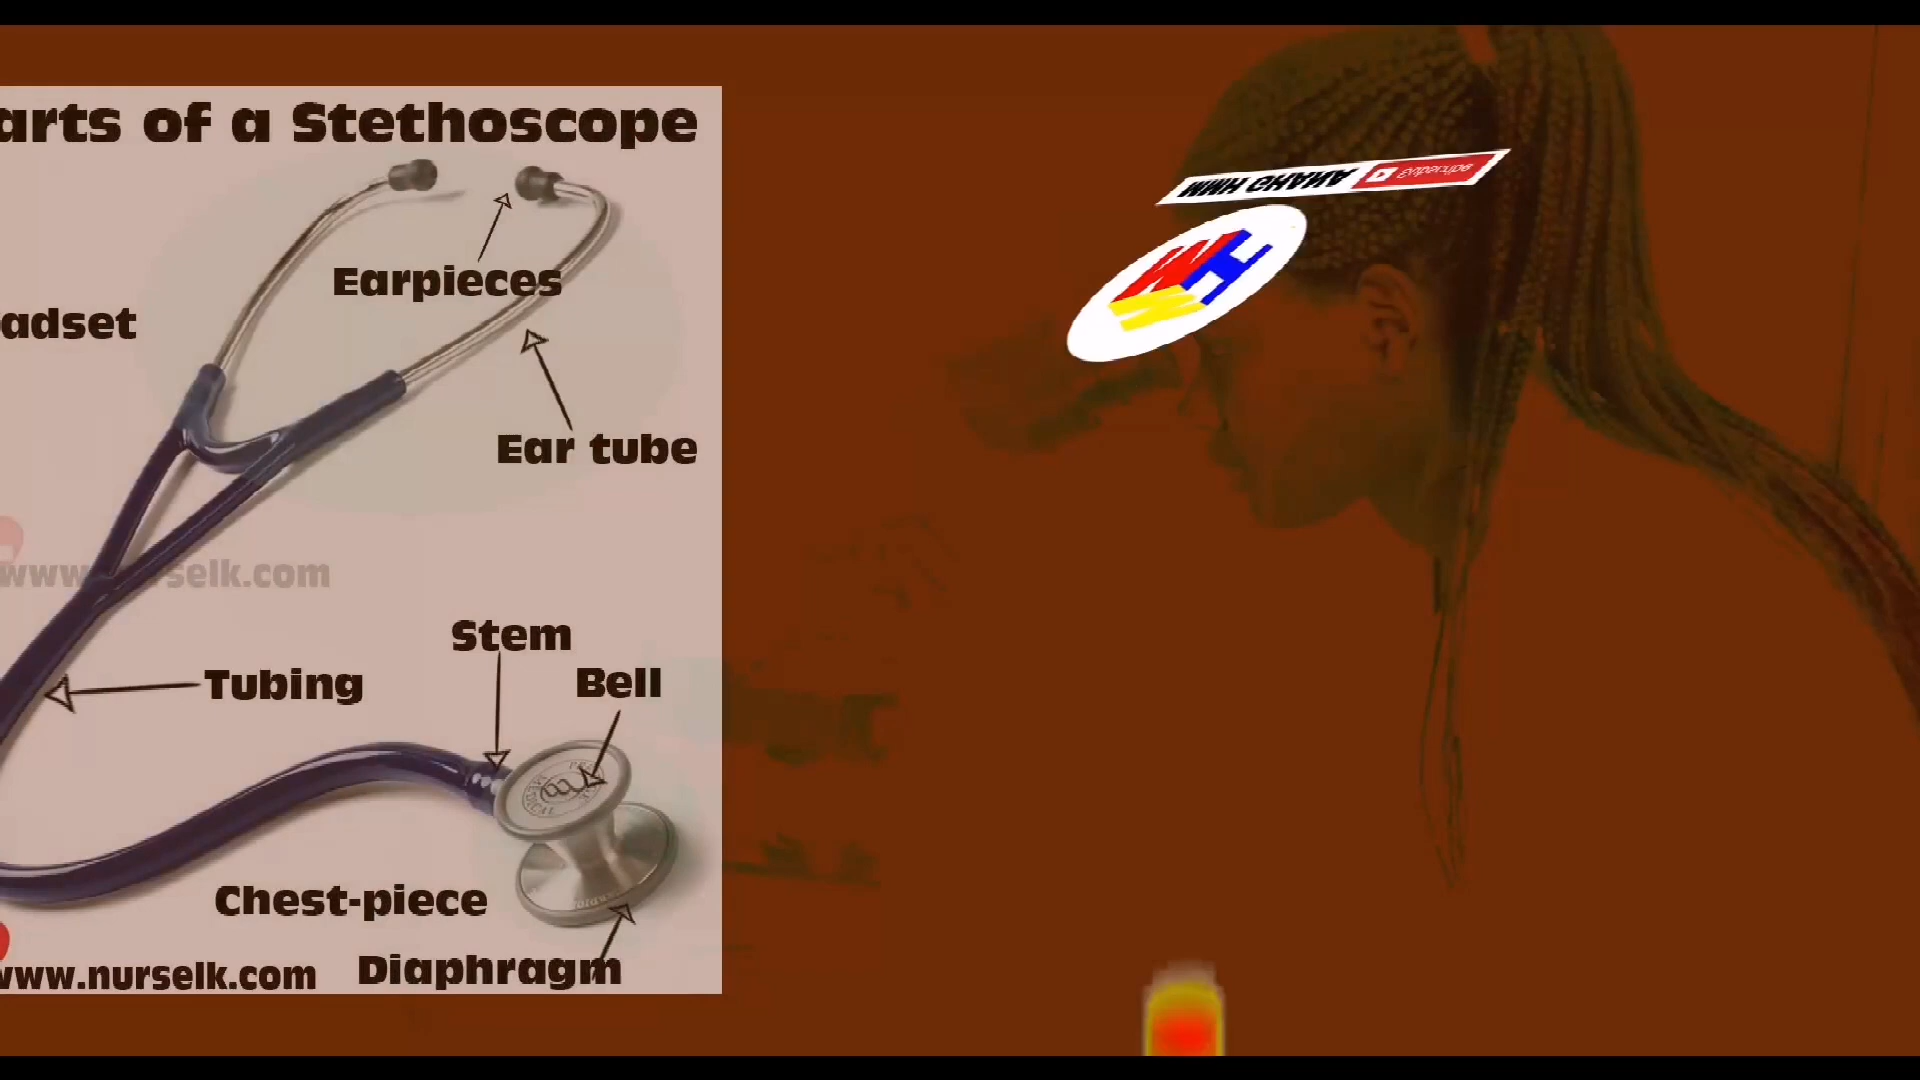 arts of a Stethoscope
Earpieces
adset
Ear tube
www.nurselk.com
Stem
Bell
Tubing
Chest-piece
www.nurselk.com
Diaphragm